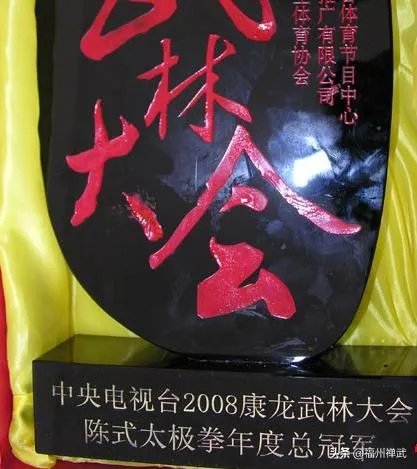 体育节目中心
广有限公司
体育协会
武林
大会
中央电视台2008康龙武林大会
陈式太极拳年度总冠军
头条 @福州禅武